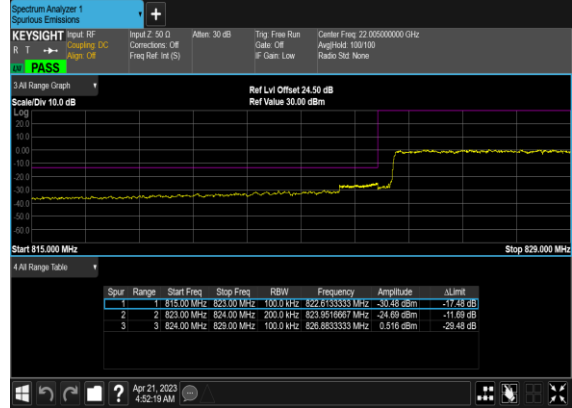 Spectrum Analyzer 1
Spurious Emissions
+
KEYSIGHT Input: RF Input Z: 50 Ω Atten: 30 dB Trig: Free Run Center Freq: 22.005000000 GHz
R T Coupling: DC Corrections: Off Gate: Off Avg|Hold: 100/100
Align: Off Freq Ref: Int (S) IF Gain: Low Radio Std: None
PASS
3 All Range Graph
Ref Lvl Offset 24.50 dB
Scale/Div 10.0 dB Ref Value 30.00 dBm
Log
20.0
10.0
0.00
-10.0
-20.0
-30.0
-40.0
-50.0
-60.0
Start 815.000 MHz Stop 829.000 MHz
4 All Range Table
Spur Range Start Freq Stop Freq RBW Frequency Amplitude ΔLimit
1 1 815.00 MHz 823.00 MHz 100.0 kHz 822.6133333 MHz -30.48 dBm -17.48 dB
2 2 823.00 MHz 824.00 MHz 200.0 kHz 823.9516667 MHz -24.69 dBm -11.69 dB
3 3 824.00 MHz 829.00 MHz 100.0 kHz 826.8833333 MHz 0.516 dBm -29.48 dB
? Apr 21, 2023
4:52:19 AM